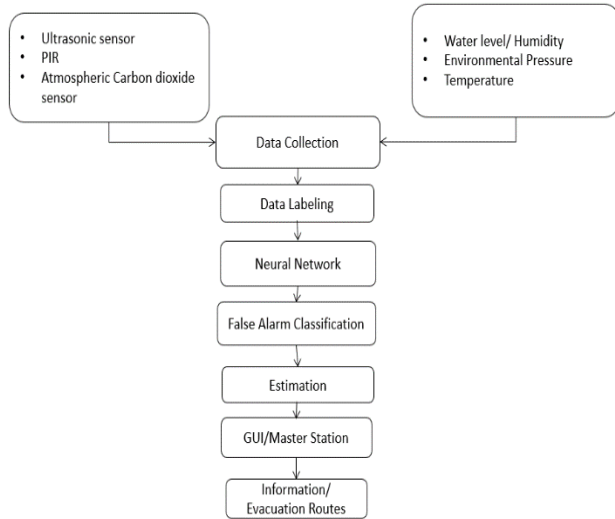 • Ultrasonic sensor
• PIR
• Atmospheric Carbon dioxide
sensor
• Water level/ Humidity
• Environmental Pressure
• Temperature
Data Collection
Data Labeling
Neural Network
False Alarm Classification
Estimation
GUI/Master Station
Information/
Evacuation Routes